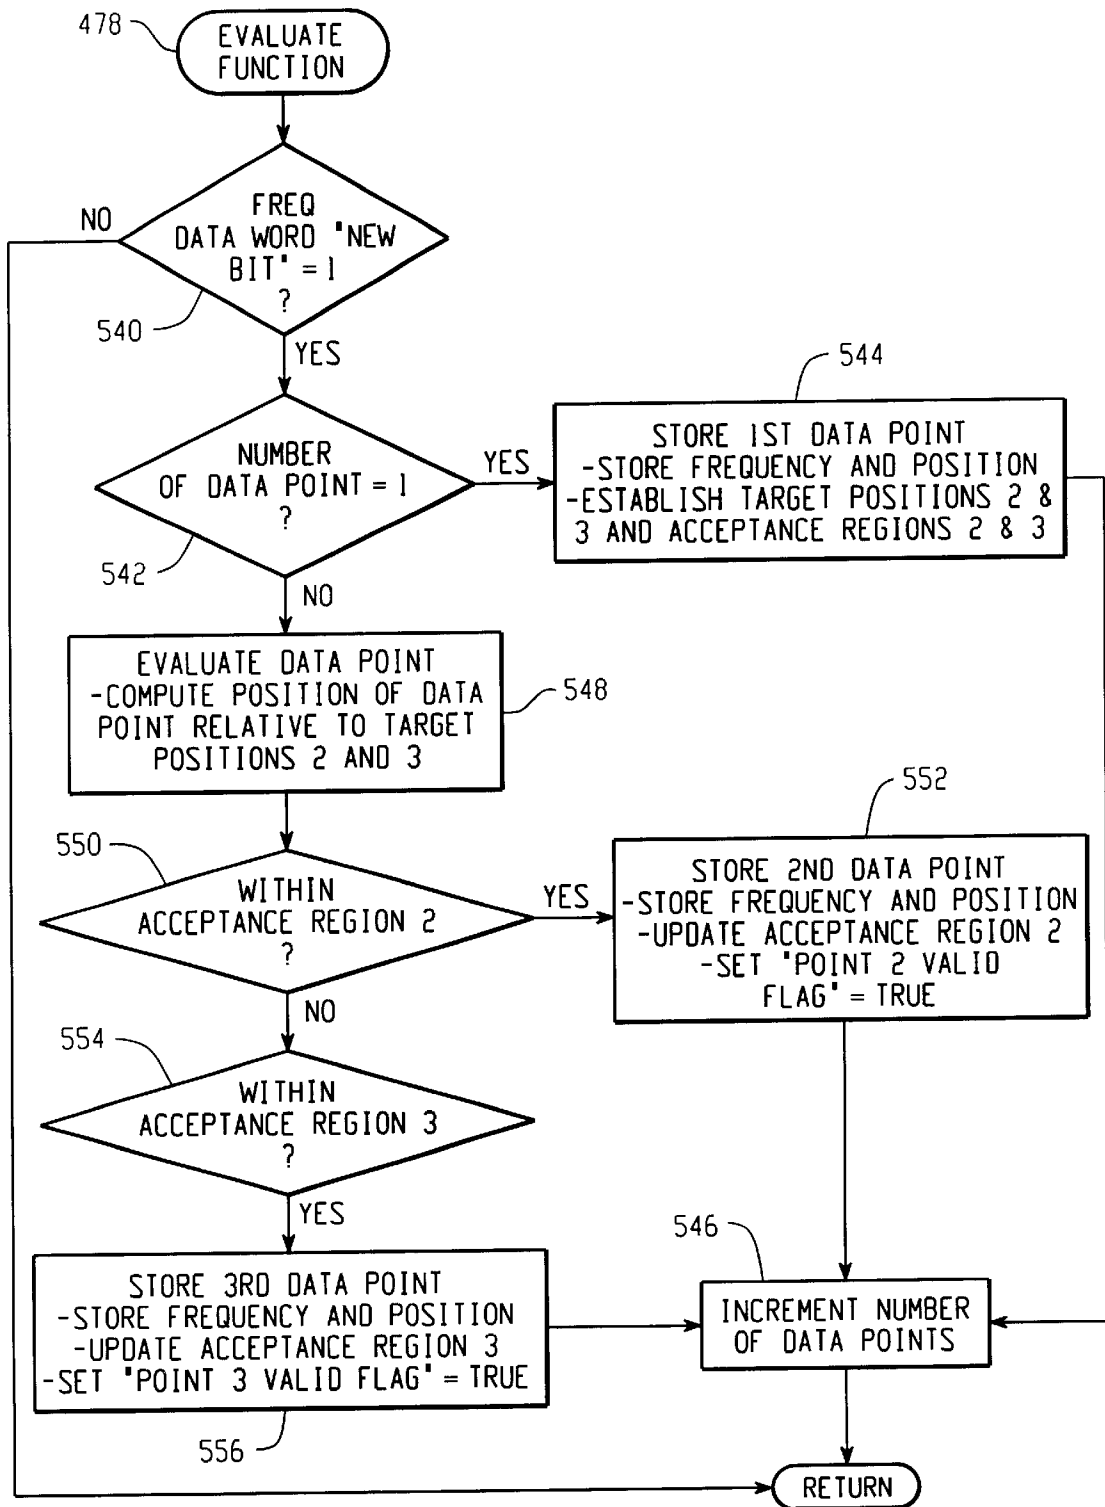 478
EVALUATE
FUNCTION
NO
FREQ
DATA WORD "NEW
BIT" = 1
?
540
YES
544
NUMBER
OF DATA POINT = 1
?
YES
STORE 1ST DATA POINT
-STORE FREQUENCY AND POSITION
-ESTABLISH TARGET POSITIONS 2 &
3 AND ACCEPTANCE REGIONS 2 & 3
542
NO
EVALUATE DATA POINT
-COMPUTE POSITION OF DATA
POINT RELATIVE TO TARGET
POSITIONS 2 AND 3
548
552
550
WITHIN
ACCEPTANCE REGION 2
?
YES
STORE 2ND DATA POINT
-STORE FREQUENCY AND POSITION
-UPDATE ACCEPTANCE REGION 2
-SET "POINT 2 VALID
FLAG" = TRUE
NO
554
WITHIN
ACCEPTANCE REGION 3
?
YES
546
STORE 3RD DATA POINT
-STORE FREQUENCY AND POSITION
-UPDATE ACCEPTANCE REGION 3
-SET "POINT 3 VALID FLAG" = TRUE
INCREMENT NUMBER
OF DATA POINTS
556
RETURN